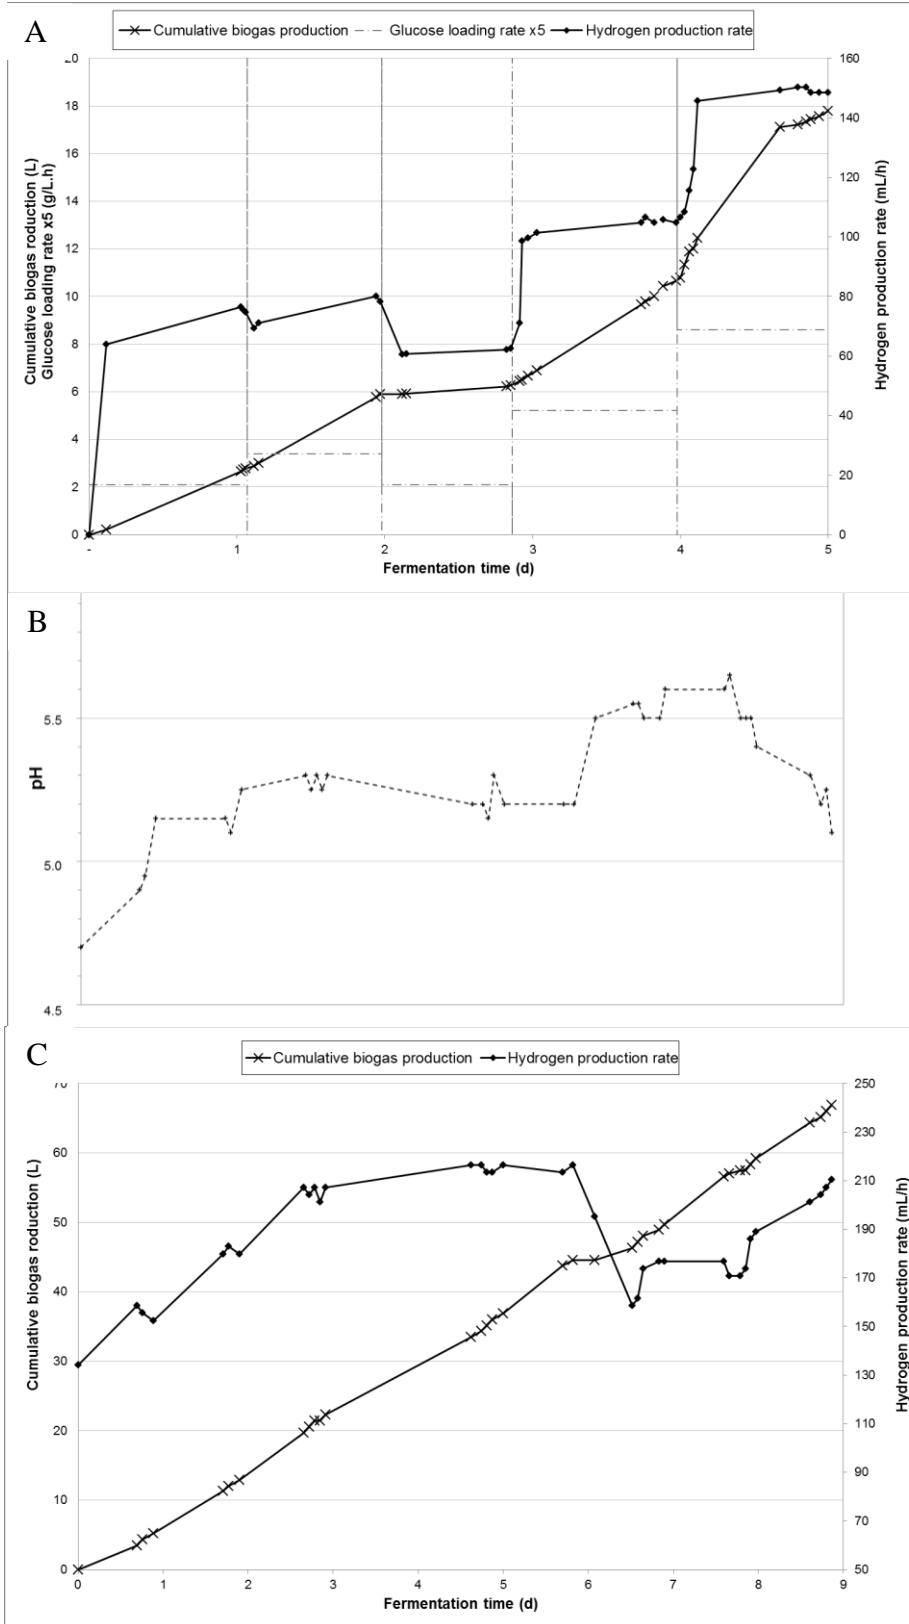 A
Cumulative biogas production
Glucose loading rate x5
Hydrogen production rate
Cumulative biogas roduction (L)
Glucose loading rate x5 (g/L.h)
18
16
14
12
10
8
6
4
2
0
160
140
120
100
80
60
40
20
0
Hydrogen production rate (mL/h)
- 1 2 3 4 5
Fermentation time (d)
B
pH
5.5
5.0
4.5
C
Cumulative biogas production
Hydrogen production rate
Cumulative biogas roduction (L)
60
50
40
30
20
10
0
250
230
210
190
170
150
130
110
90
70
50
Hydrogen production rate (mL/h)
0 1 2 3 4 5 6 7 8 9
Fermentation time (d)